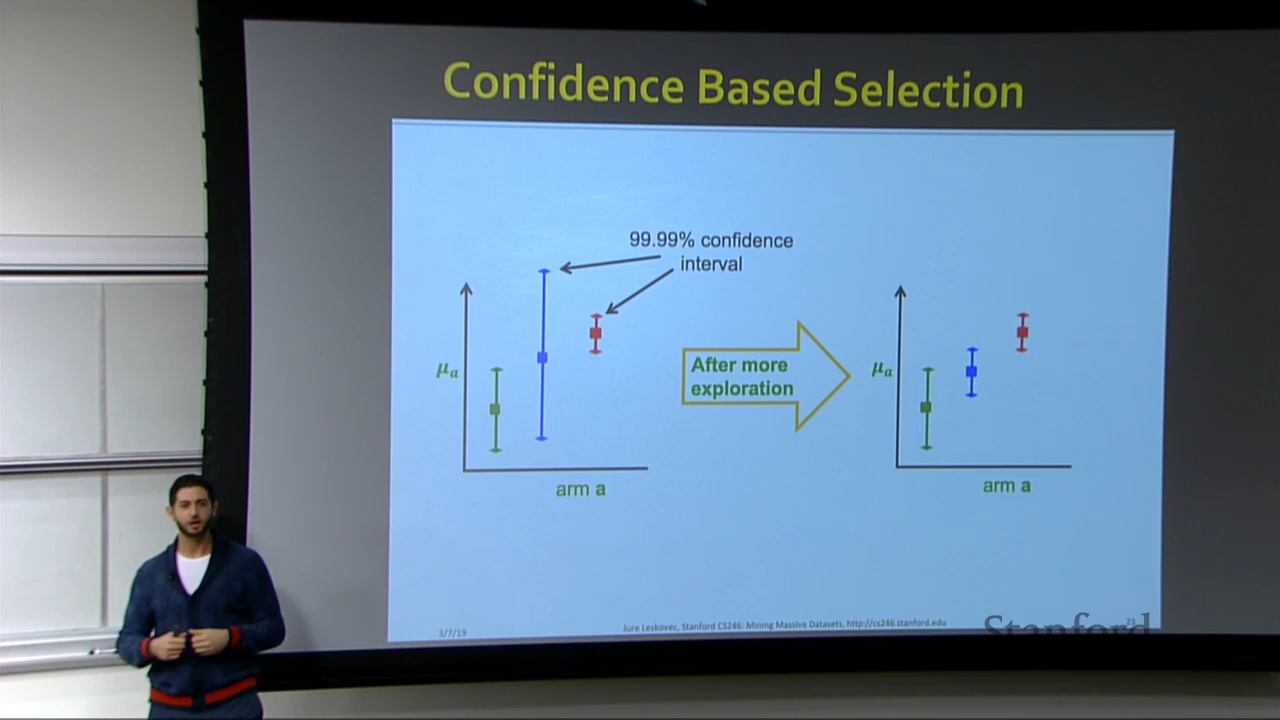 Confidence Based Selection
99.99% confidence
interval
μa
After more
exploration
μa
arm a
arm a
3/7/19
Jure Leskovec, Stanford CS246: Mining Massive Datasets, http://cs246.stanford.edu
23
Stanford